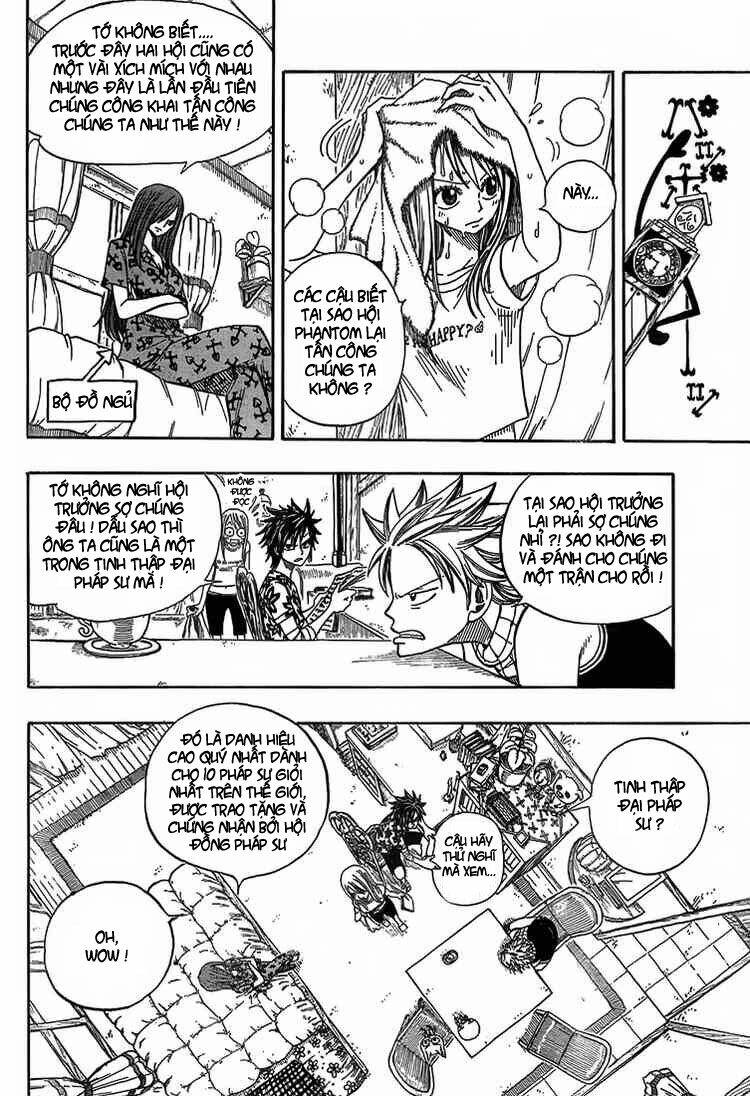 NÀY...
CÁC CẬU BIẾT
TẠI SAO HỘI
PHANTOM LẠI
TẤN CÔNG
CHÚNG TA
KHÔNG ?
HAPPY?
TỚ KHÔNG BIẾT....
TRƯỚC ĐÂY HAI HỘI CŨNG CÓ
MỘT VÀI XÍCH MÍCH VỚI NHAU
NHƯNG ĐÂY LÀ LẦN ĐẦU TIÊN
CHÚNG CÔNG KHAI TẤN CÔNG
CHÚNG TA NHƯ THẾ NÀY !
BỘ ĐỒ NGỦ
TẠI SAO HỘI TRƯỞNG
LẠI PHẢI SỢ CHÚNG
NHỈ ?! SAO KHÔNG ĐI
VÀ ĐÁNH CHO CHÚNG
MỘT TRẬN CHO RỒI !
KHÔNG
ĐƯỢC
ĐỌC
TỚ KHÔNG NGHĨ HỘI
TRƯỞNG SỢ CHÚNG
ĐÂU ! DẪU SAO THÌ
ÔNG TA CŨNG LÀ MỘT
TRONG TINH THẬP ĐẠI
PHÁP SƯ MẮ !
TINH THẬP
ĐẠI PHÁP
SƯ ?
CẬU HÃY
THỬ NGHĨ
MÀ XEM...
ĐÓ LÀ DANH HIỆU
CAO QUÝ NHẤT DÀNH
CHO 10 PHÁP SƯ GIỎI
NHẤT TRÊN THẾ GIỚI,
ĐƯỢC TRAO TẶNG VÀ
CHỨNG NHẬN BỞI HỘI
ĐỒNG PHÁP SƯ
OH,
WOW !